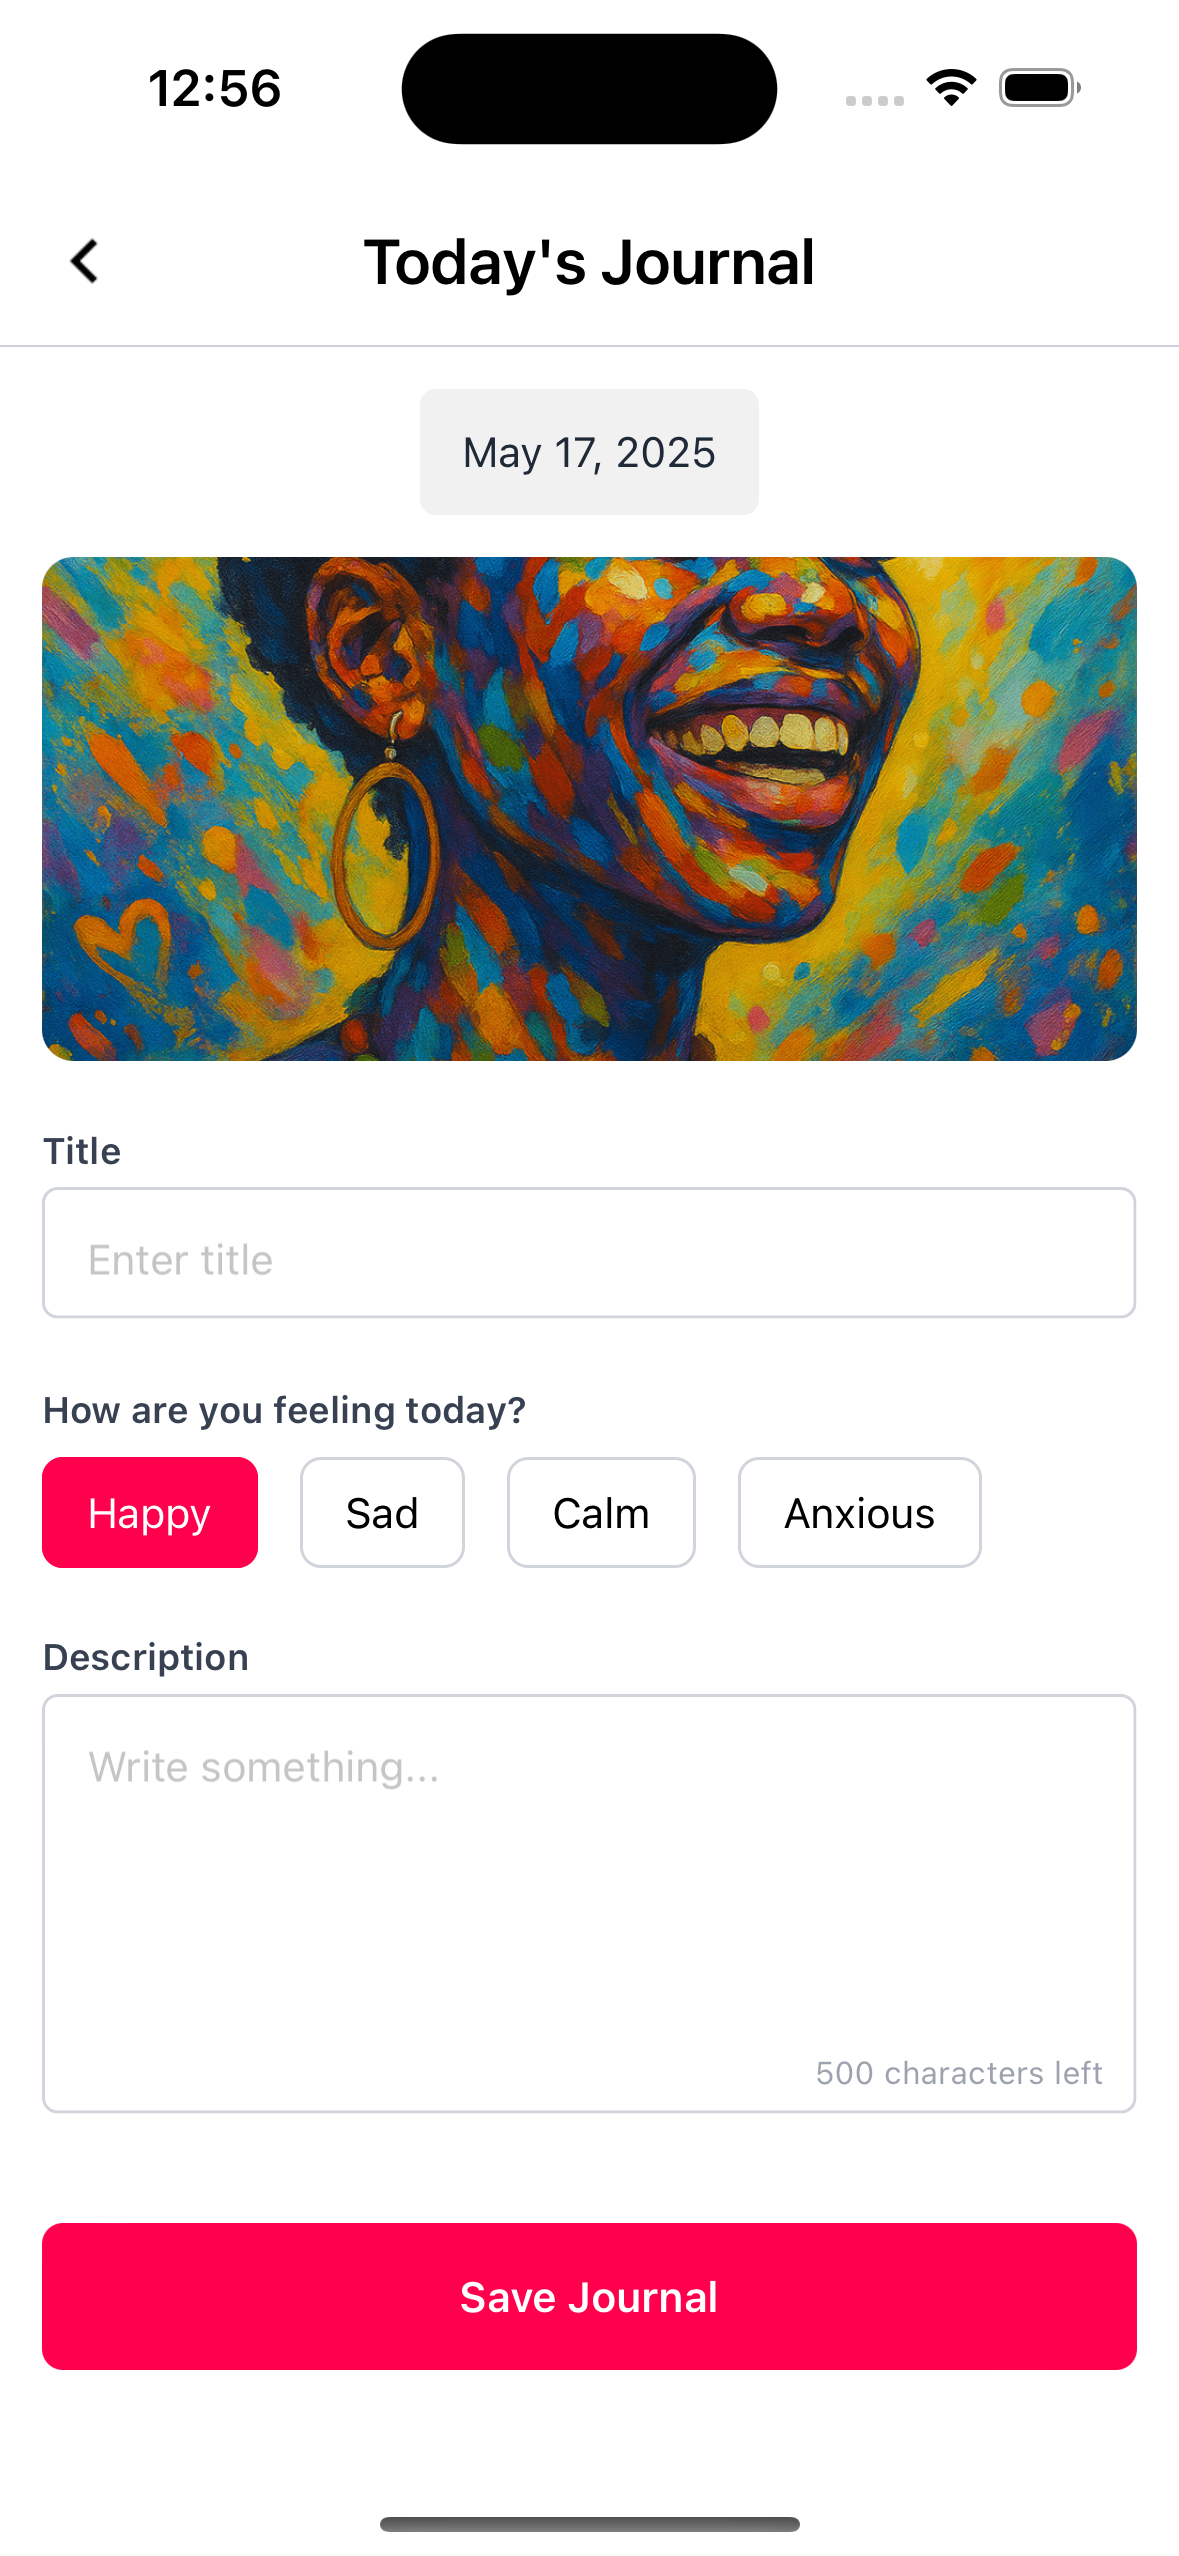 12:56
Today's Journal
May 17, 2025
Title
Enter title
How are you feeling today?
Happy Sad Calm Anxious
Description
Write something...
500 characters left
Save Journal